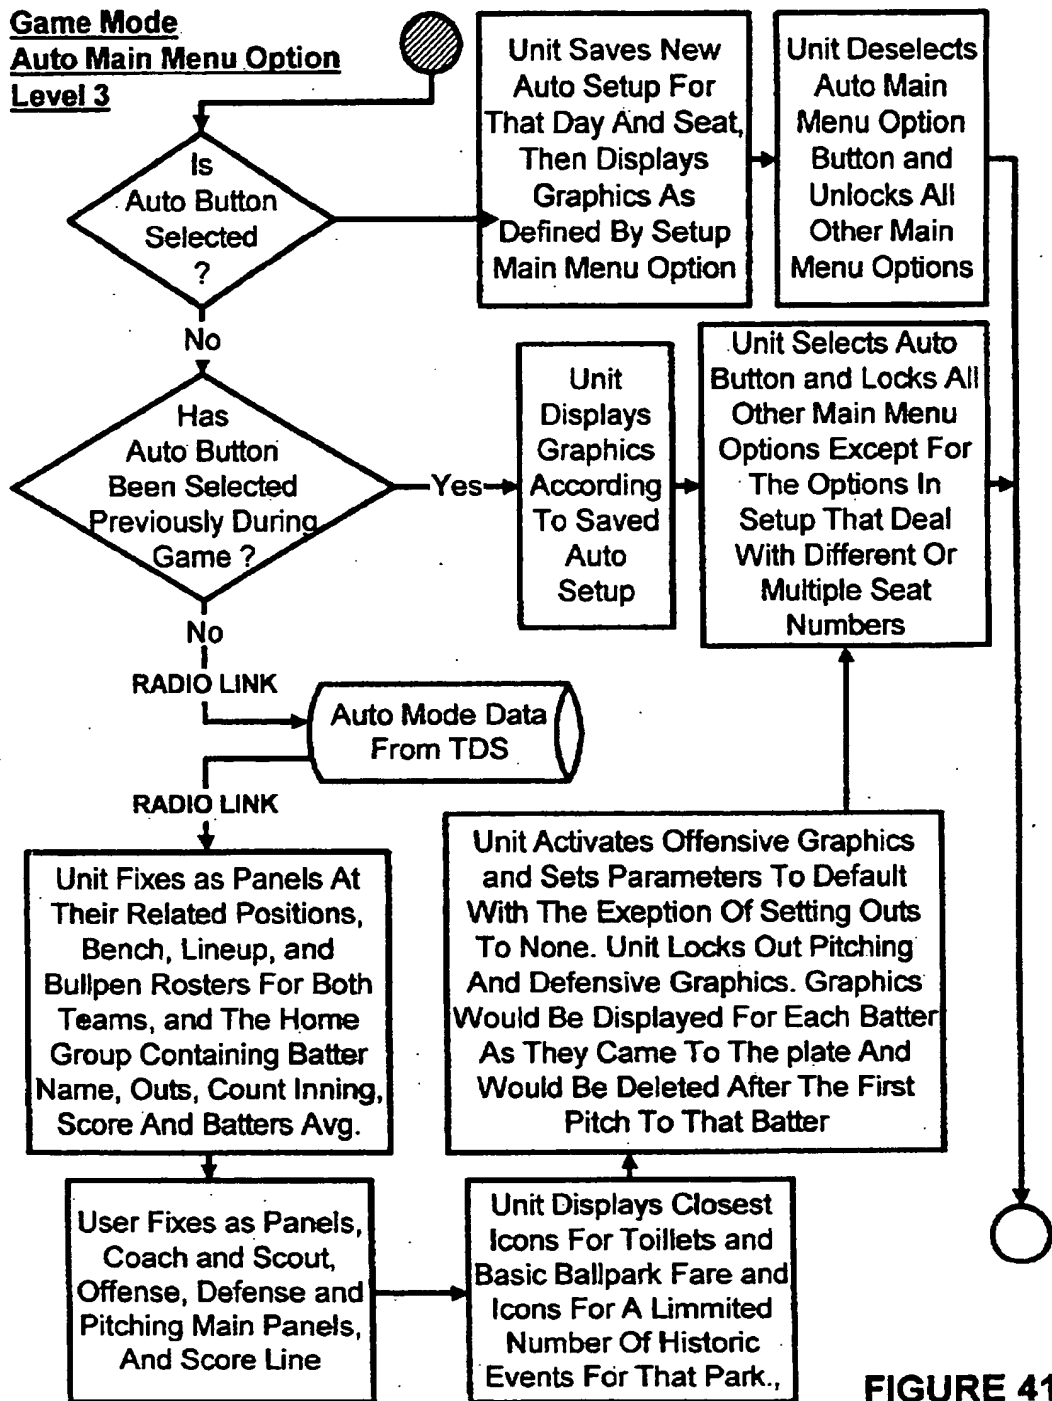 Game Mode
Auto Main Menu Option
Level 3
Is
Auto Button
Selected
?
Unit Saves New
Auto Setup For
That Day And Seat,
Then Displays
Graphics As
Defined By Setup
Main Menu Option
Unit Deselects
Auto Main
Menu Option
Button and
Unlocks All
Other Main
Menu Options
No
Has
Auto Button
Been Selected
Previously During
Game ?
Yes
Unit
Displays
Graphics
According
To Saved
Auto
Setup
Unit Selects Auto
Button and Locks All
Other Main Menu
Options Except For
The Options In
Setup That Deal
With Different Or
Multiple Seat
Numbers
No
RADIO LINK
Auto Mode Data
From TDS
RADIO LINK
Unit Fixes as Panels At
Their Related Positions,
Bench, Lineup, and
Bullpen Rosters For Both
Teams, and The Home
Group Containing Batter
Name, Outs, Count Inning,
Score And Batters Avg.
User Fixes as Panels,
Coach and Scout,
Offense, Defense and
Pitching Main Panels,
And Score Line
Unit Displays Closest
Icons For Toillets and
Basic Ballpark Fare and
Icons For A Limmited
Number Of Historic
Events For That Park.,
Unit Activates Offensive Graphics
and Sets Parameters To Default
With The Exeption Of Setting Outs
To None. Unit Locks Out Pitching
And Defensive Graphics. Graphics
Would Be Displayed For Each Batter
As They Came To The plate And
Would Be Deleted After The First
Pitch To That Batter
FIGURE 41